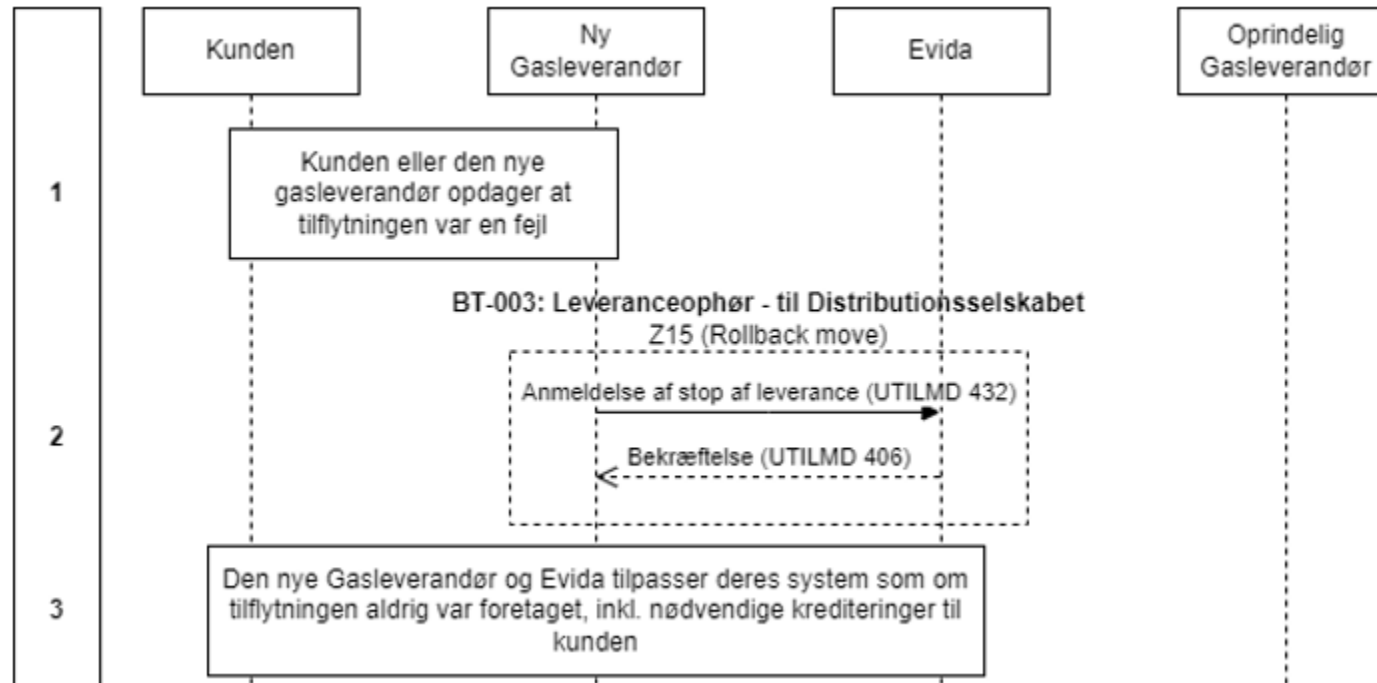 Kunden
Ny
Gasleverandør
Evida
Oprindelig
Gasleverandør
1
Kunden eller den nye
gasleverandør opdager at
tilflytningen var en fejl
BT-003: Leveranceophør - til Distributionsselskabet
Z15 (Rollback move)
2
Anmeldelse af stop af leverance (UTILMD 432)
Bekræftelse (UTILMD 406)
3
Den nye Gasleverandør og Evida tilpasser deres system som om
tilflytningen aldrig var foretaget, inkl. nødvendige krediteringer til
kunden